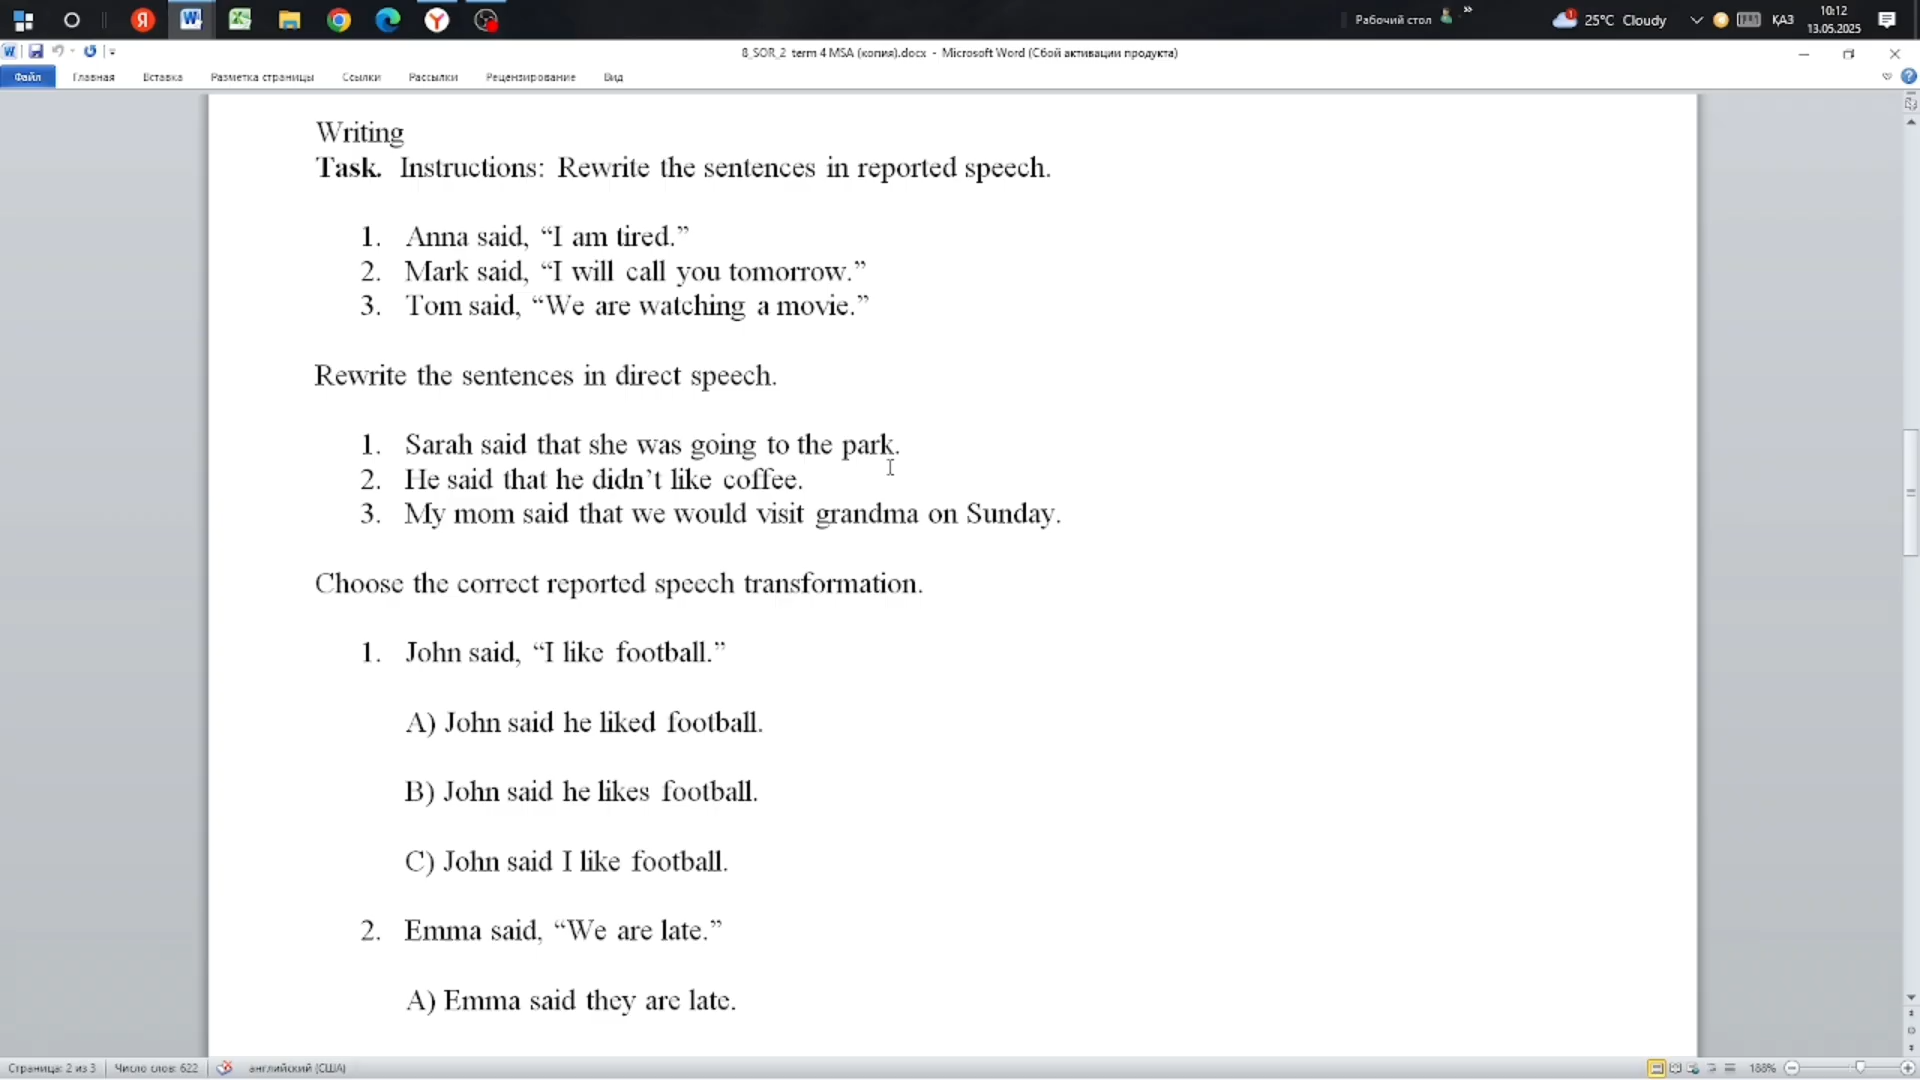 Рабочий стол
25°C Cloudy
ҚАЗ
10:12
13.05.2025
8_SOR_2 term 4 MSA (копия).docx - Microsoft Word (Сбой активации продукта)
Файл Главная Вставка Разметка страницы Ссылки Рассылки Рецензирование Вид
Writing
Task. Instructions: Rewrite the sentences in reported speech.
1. Anna said, “I am tired.”
2. Mark said, “I will call you tomorrow.”
3. Tom said, “We are watching a movie.”
Rewrite the sentences in direct speech.
1. Sarah said that she was going to the park.
2. He said that he didn’t like coffee.
3. My mom said that we would visit grandma on Sunday.
Choose the correct reported speech transformation.
1. John said, “I like football.”
A) John said he liked football.
B) John said he likes football.
C) John said I like football.
2. Emma said, “We are late.”
A) Emma said they are late.
Страница: 2 из 3 Число слов: 622 английский (США) 188%